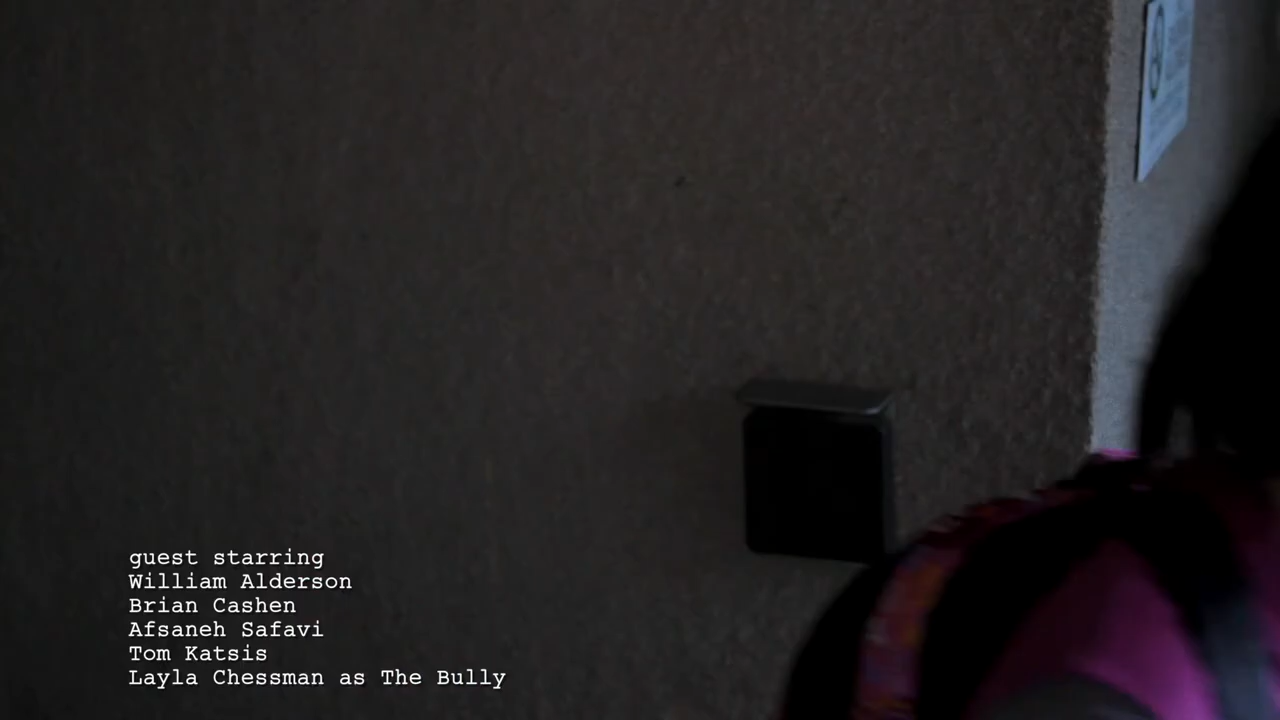 guest starring
William Alderson
Brian Cashen
Afsaneh Safavi
Tom Katsis
Layla Chessman as The Bully